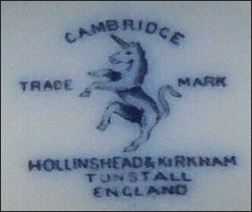 CAMBRIDGE
TRADE MARK
HOLLINSHEAD & KIRKHAM
TUNSTALL
ENGLAND